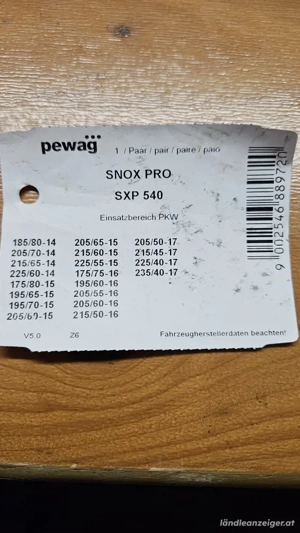 pewag
1 / Paar / pair / paire / paio
SNOX PRO
SXP 540
Einsatzbereich PKW
185/80-14 205/65-15 205/50-17
205/70-14 215/60-15 215/45-17
215/65-14 225/55-15 225/40-17
225/60-14 175/75-16 235/40-17
175/80-15 195/60-16
195/65-15 205/55-16
195/70-15 205/60-16
205/60-15 215/50-16
V5.0 Z6 Fahrzeugherstellerdaten beachten!
9 002546 889720
ländleanzeiger.at